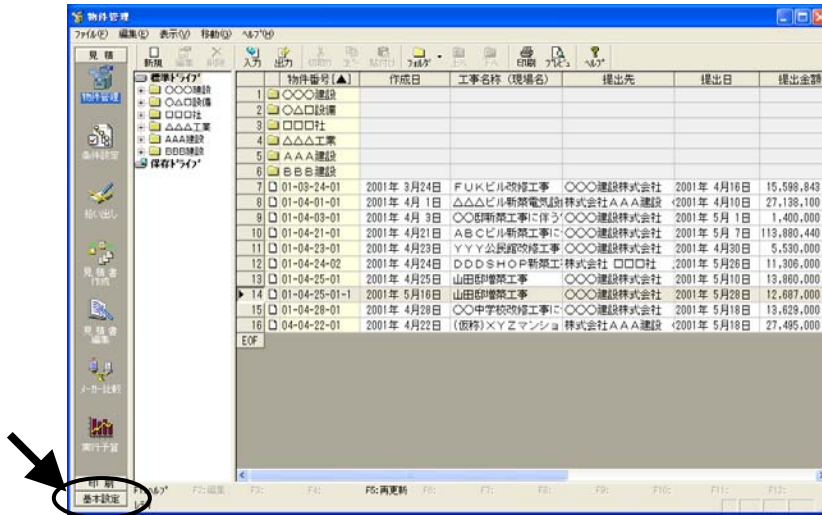 物件管理
ﾌｧｲﾙ(F) 編集(E) 表示(V) 移動(G) ﾍﾙﾌﾟ(H)
見 積
新規 編集 削除 入力 出力 切取り ｺﾋﾟｰ 貼付け ﾌｫﾙﾀﾞ 上へ 下へ 印刷 ﾌﾟﾚﾋﾞｭ ﾍﾙﾌﾟ
物件管理
条件設定
拾い出し
見積書
作成
見積書
編集
ﾒｰｶｰ比較
実行予算
印 刷
基本設定
標準ﾄﾞﾗｲﾌﾞ
○○○建設
○△□設備
□□□社
△△△工業
AAA建設
BBB建設
保存ﾄﾞﾗｲﾌﾞ
物件番号[▲] 作成日 工事名称（現場名） 提出先 提出日 提出金額
1 ○○○建設
2 ○△□設備
3 □□□社
4 △△△工業
5 ＡＡＡ建設
6 ＢＢＢ建設
7 01-03-24-01 2001年 3月24日 ＦＵＫビル改修工事 ○○○建設株式会社 2001年 4月16日 15,598,843
8 01-04-01-01 2001年 4月 1日 △△△ビル新築電気設 株式会社ＡＡＡ建設 2001年 4月10日 27,138,100
9 01-04-03-01 2001年 4月 3日 ○○邸新築工事に伴う ○○○建設株式会社 2001年 5月 1日 1,400,000
10 01-04-21-01 2001年 4月21日 ＡＢＣビル新築工事に ○○○建設株式会社 2001年 5月 7日 113,880,440
11 01-04-23-01 2001年 4月23日 ＹＹＹ公民館改修工事 ○○○建設株式会社 2001年 4月30日 5,530,000
12 01-04-24-02 2001年 4月24日 ＤＤＤＳＨＯＰ新築工 株式会社 □□□社 2001年 5月26日 11,306,000
13 01-04-25-01 2001年 4月25日 山田邸増築工事 ○○○建設株式会社 2001年 5月10日 13,860,000
14 01-04-25-01-1 2001年 5月16日 山田邸増築工事 ○○○建設株式会社 2001年 5月28日 12,687,000
15 01-04-28-01 2001年 4月28日 ○○中学校改修工事に ○○○建設株式会社 2001年 5月18日 13,629,000
16 04-04-22-01 2001年 4月22日 (仮称)ＸＹＺマンショ 株式会社ＡＡＡ建設 2001年 5月18日 27,495,000
EOF
F1:ﾍﾙﾌﾟ F2:編集 F3: F4: F5:再更新 F6: F7: F8: F9: F10: F11: F12: